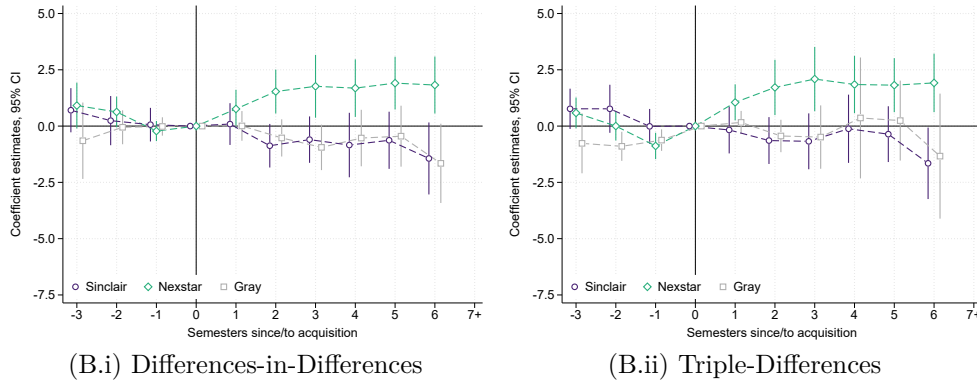 5.0
2.5
0.0
-2.5
-5.0
-7.5
Coefficient estimates, 95% CI
Sinclair Nexstar Gray
-3 -2 -1 0 1 2 3 4 5 6 7+
Semesters since/to acquisition
(B.i) Differences-in-Differences
5.0
2.5
0.0
-2.5
-5.0
-7.5
Coefficient estimates, 95% CI
Sinclair Nexstar Gray
-3 -2 -1 0 1 2 3 4 5 6 7+
Semesters since/to acquisition
(B.ii) Triple-Differences